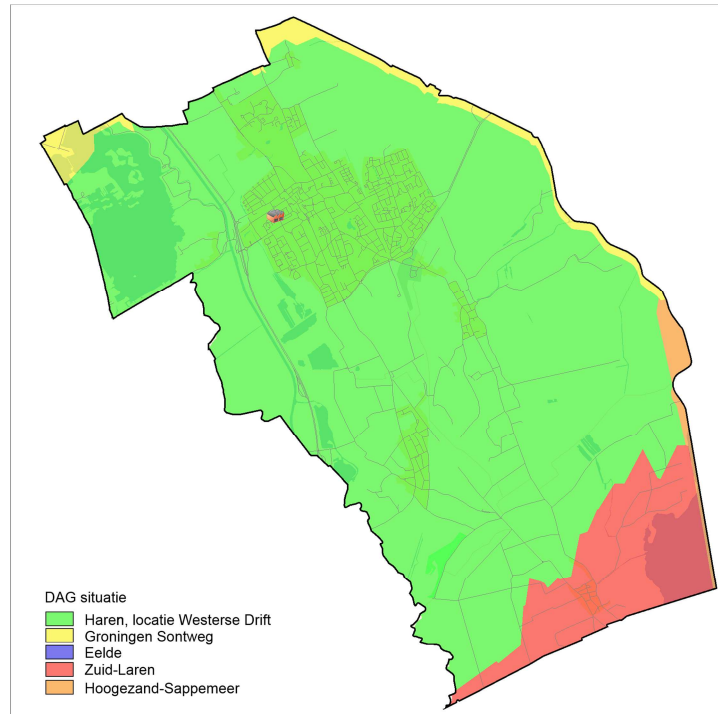 DAG situatie
Haren, locatie Westerse Drift
Groningen Sontweg
Eelde
Zuid-Laren
Hoogezand-Sappemeer